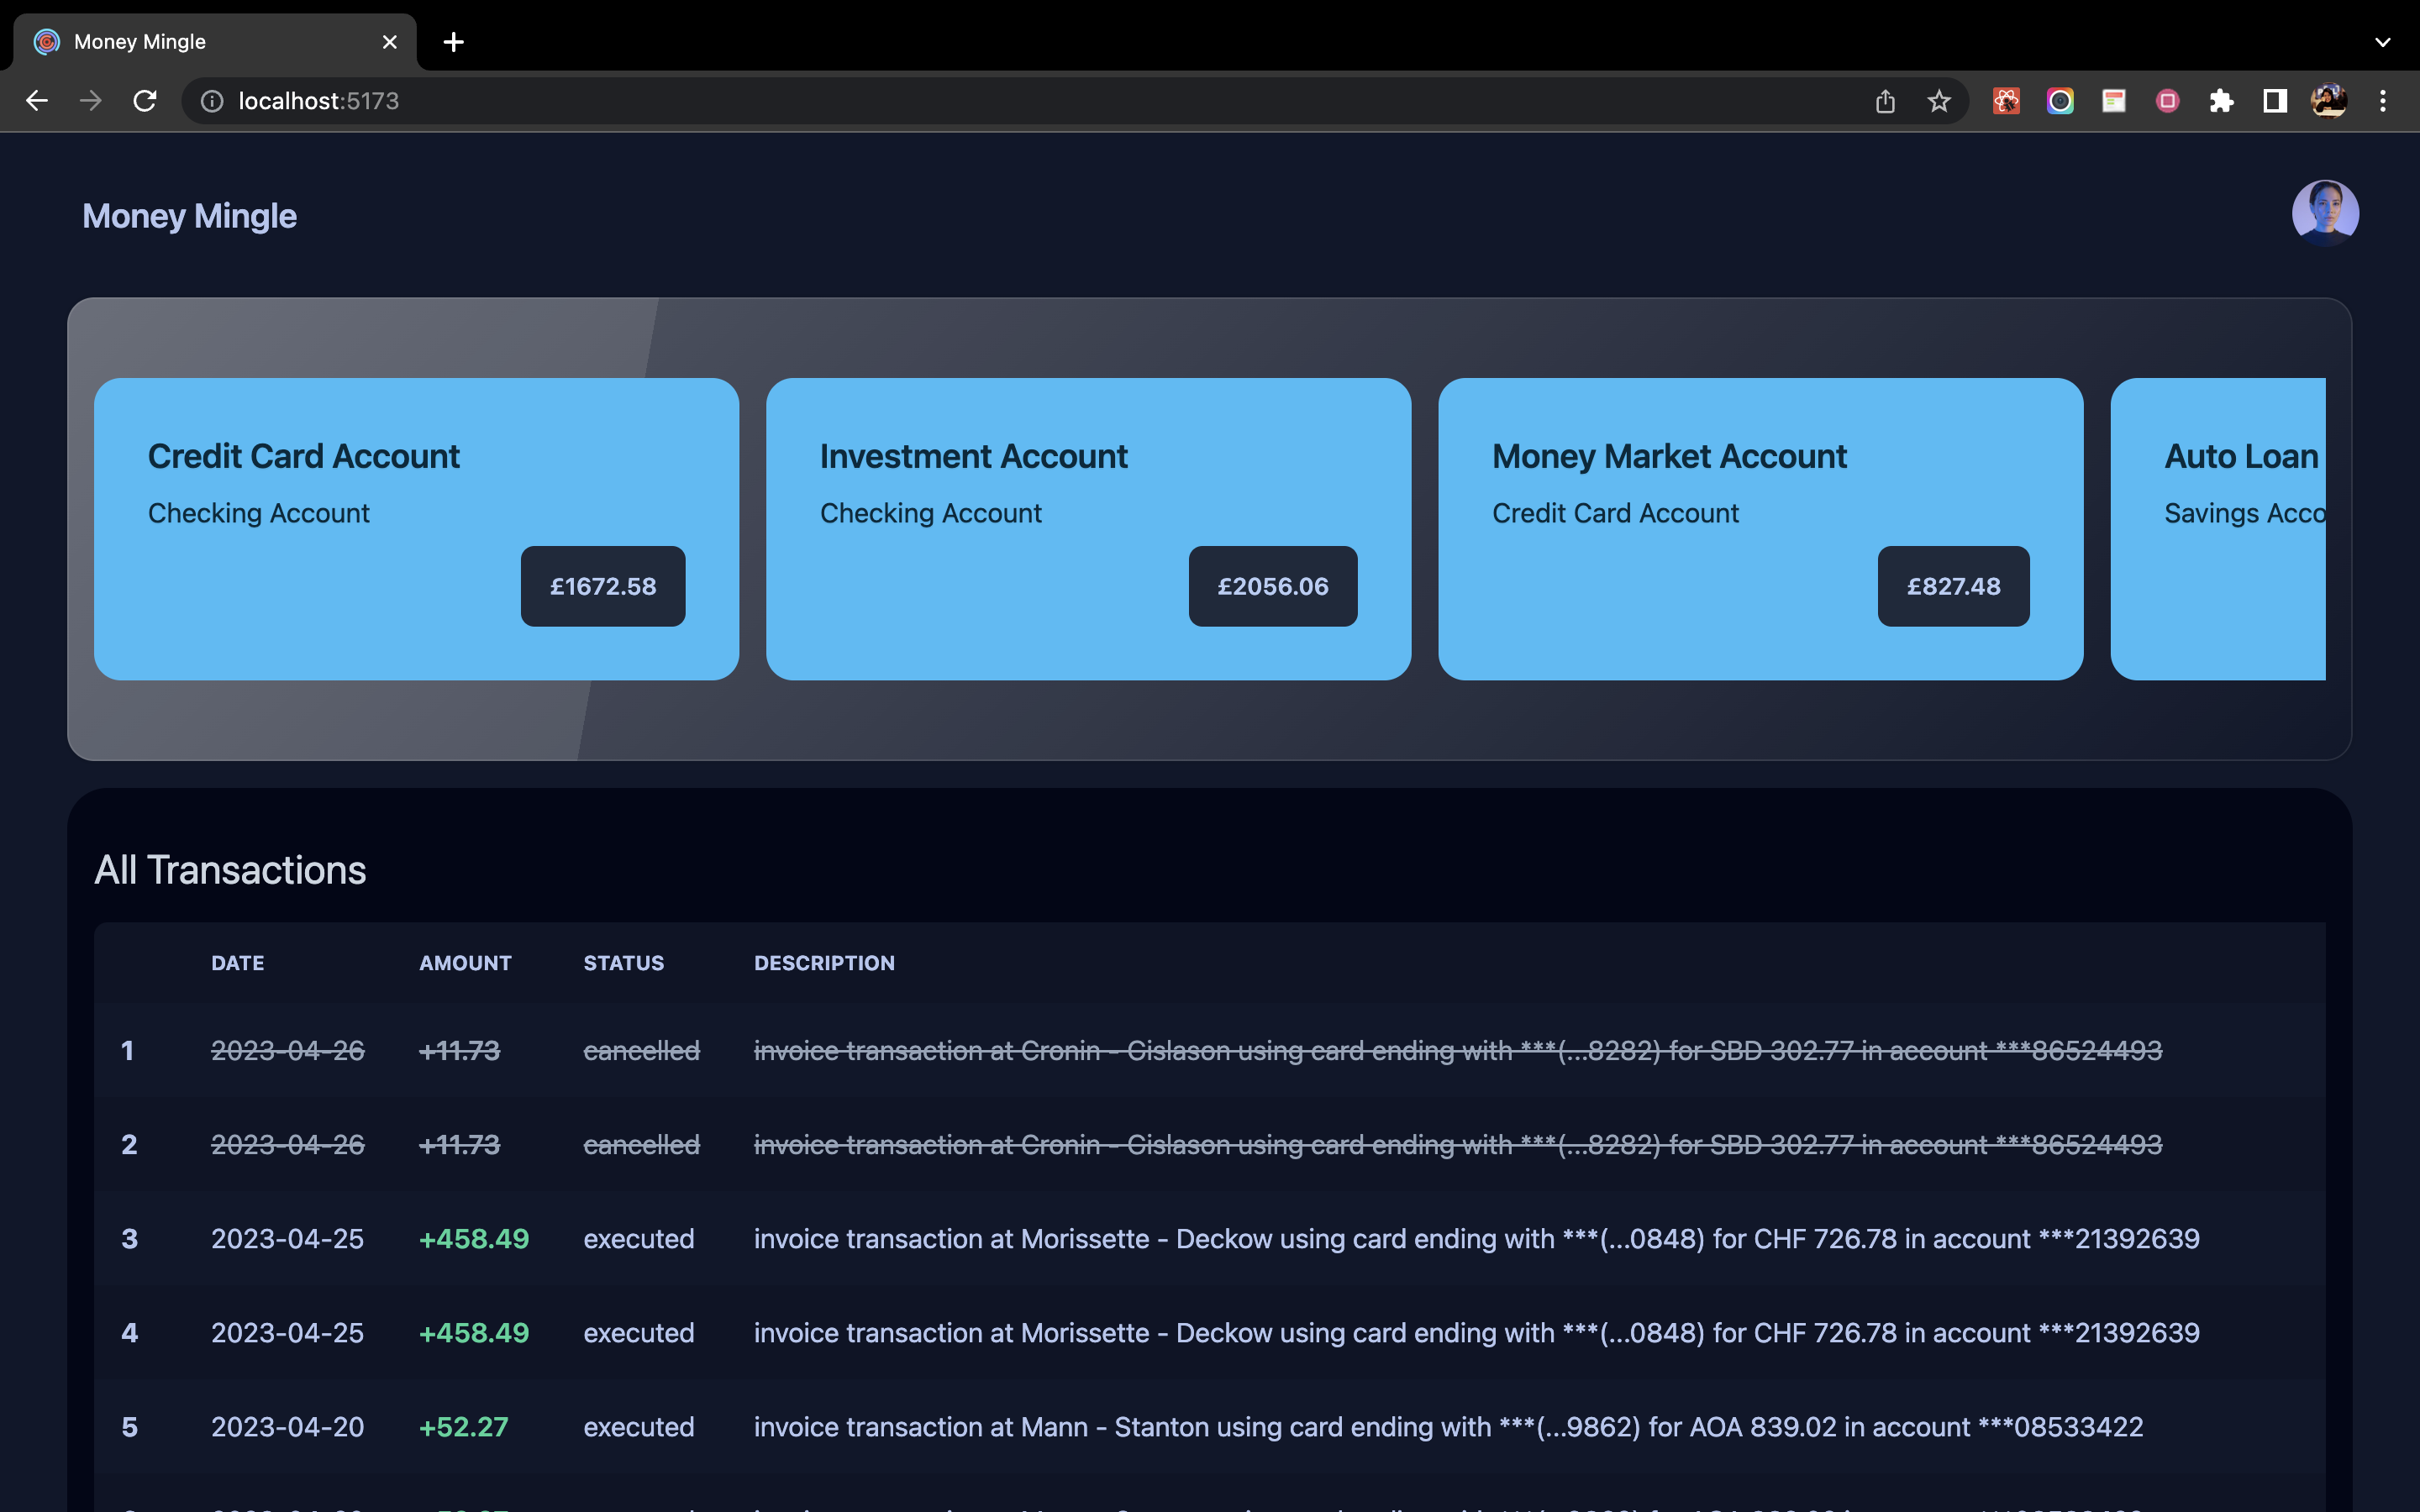 Money Mingle
localhost:5173
Money Mingle
Credit Card Account
Checking Account
£1672.58
Investment Account
Checking Account
£2056.06
Money Market Account
Credit Card Account
£827.48
Auto Loan
Savings Acco
All Transactions
DATE AMOUNT STATUS DESCRIPTION
1 2023-04-26 +11.73 cancelled invoice transaction at Cronin - Gislason using card ending with ***(...8282) for SBD 302.77 in account ***86524493
2 2023-04-26 +11.73 cancelled invoice transaction at Cronin - Gislason using card ending with ***(...8282) for SBD 302.77 in account ***86524493
3 2023-04-25 +458.49 executed invoice transaction at Morissette - Deckow using card ending with ***(...0848) for CHF 726.78 in account ***21392639
4 2023-04-25 +458.49 executed invoice transaction at Morissette - Deckow using card ending with ***(...0848) for CHF 726.78 in account ***21392639
5 2023-04-20 +52.27 executed invoice transaction at Mann - Stanton using card ending with ***(...9862) for AOA 839.02 in account ***08533422